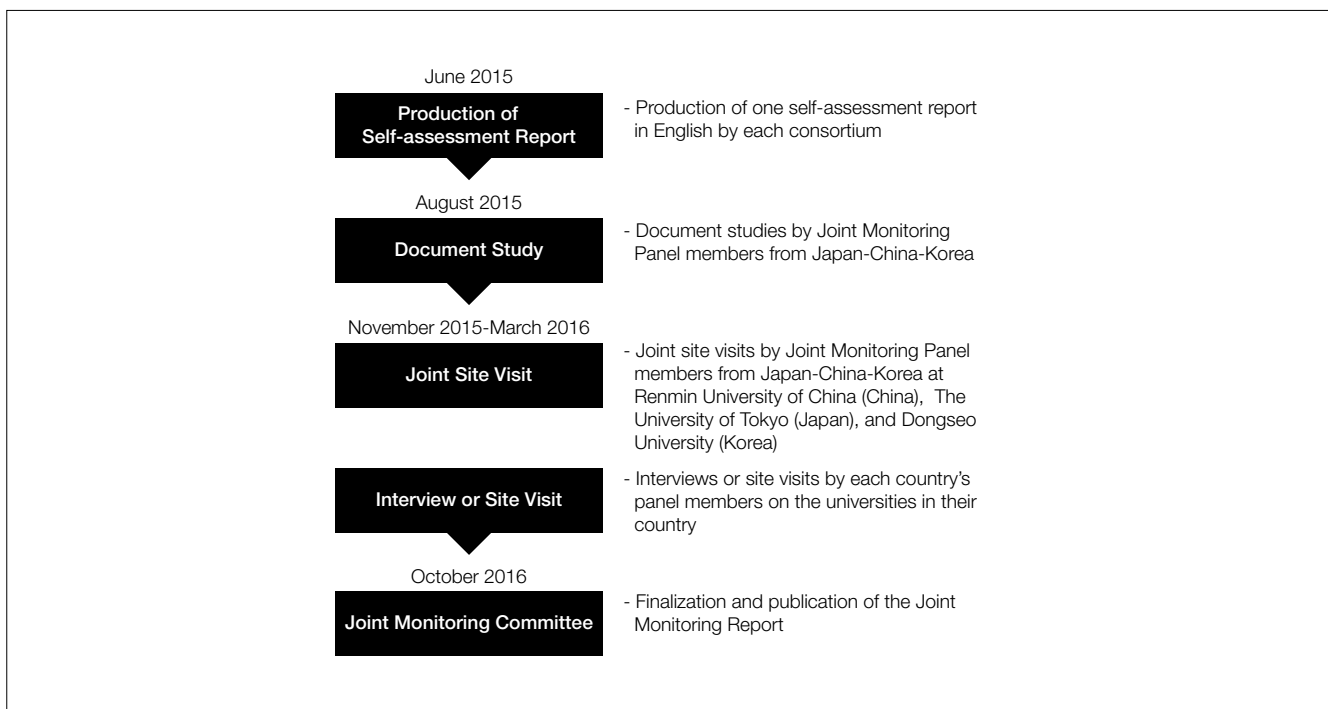 June 2015
Production of
Self-assessment Report
- Production of one self-assessment report
in English by each consortium
August 2015
Document Study
- Document studies by Joint Monitoring
Panel members from Japan-China-Korea
November 2015-March 2016
Joint Site Visit
- Joint site visits by Joint Monitoring Panel
members from Japan-China-Korea at
Renmin University of China (China), The
University of Tokyo (Japan), and Dongseo
University (Korea)
Interview or Site Visit
- Interviews or site visits by each country's
panel members on the universities in their
country
October 2016
Joint Monitoring Committee
- Finalization and publication of the Joint
Monitoring Report